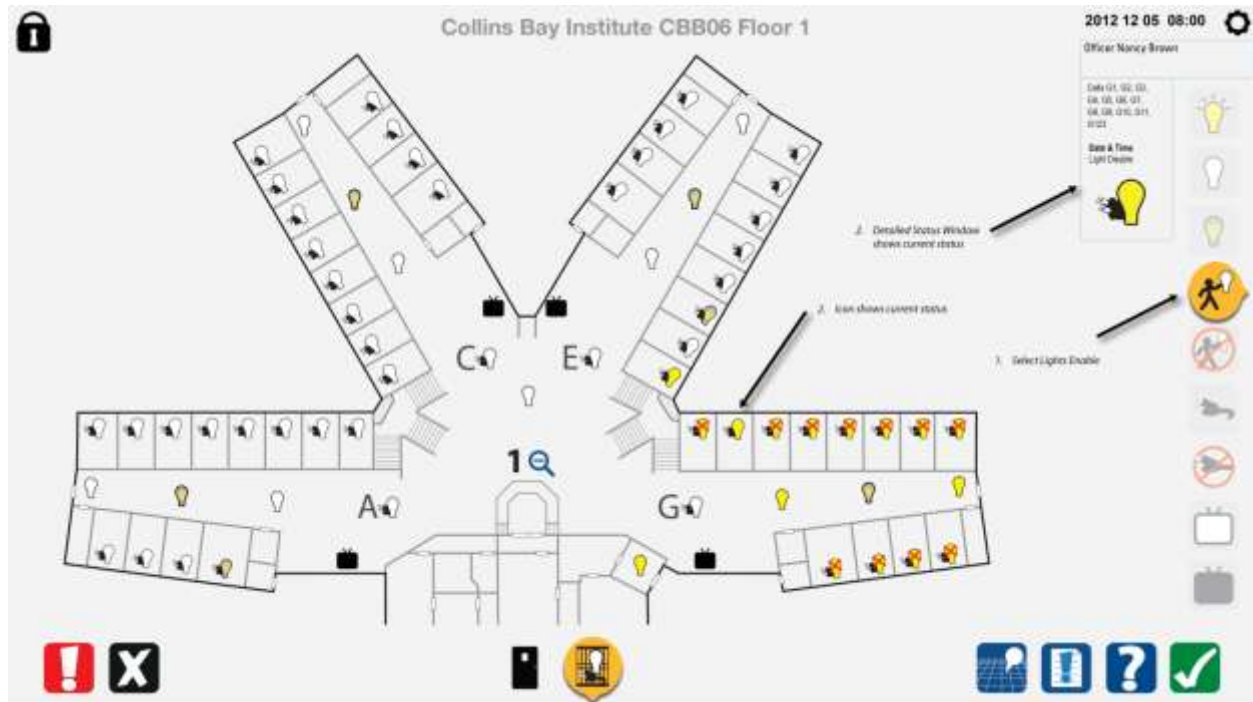 Collins Bay Institute CBB06 Floor 1
2012 12 05 08:00
Officer Nancy Brown
Date & Time
Light Disable
2. Detailed Status Window
shows current status
2. Icon shows current status
1. Select Lights Enable
C
E
1
A
G